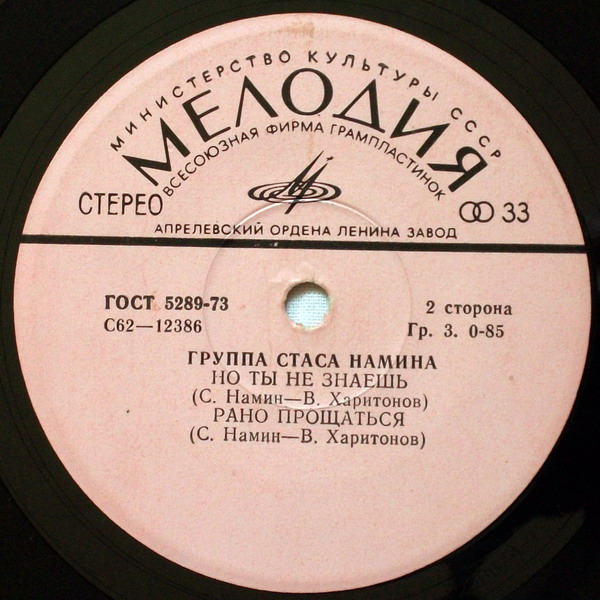 МИНИСТЕРСТВО КУЛЬТУРЫ СССР
МЕЛОДИЯ
ВСЕСОЮЗНАЯ ФИРМА ГРАМПЛАСТИНОК
СТЕРЕО
33
АПРЕЛЕВСКИЙ ОРДЕНА ЛЕНИНА ЗАВОД
ГОСТ 5289-73
2 сторона
С62—12386
Гр. 3. 0-85
ГРУППА СТАСА НАМИНА
НО ТЫ НЕ ЗНАЕШЬ
(С. Намин—В. Харитонов)
РАНО ПРОЩАТЬСЯ
(С. Намин—В. Харитонов)